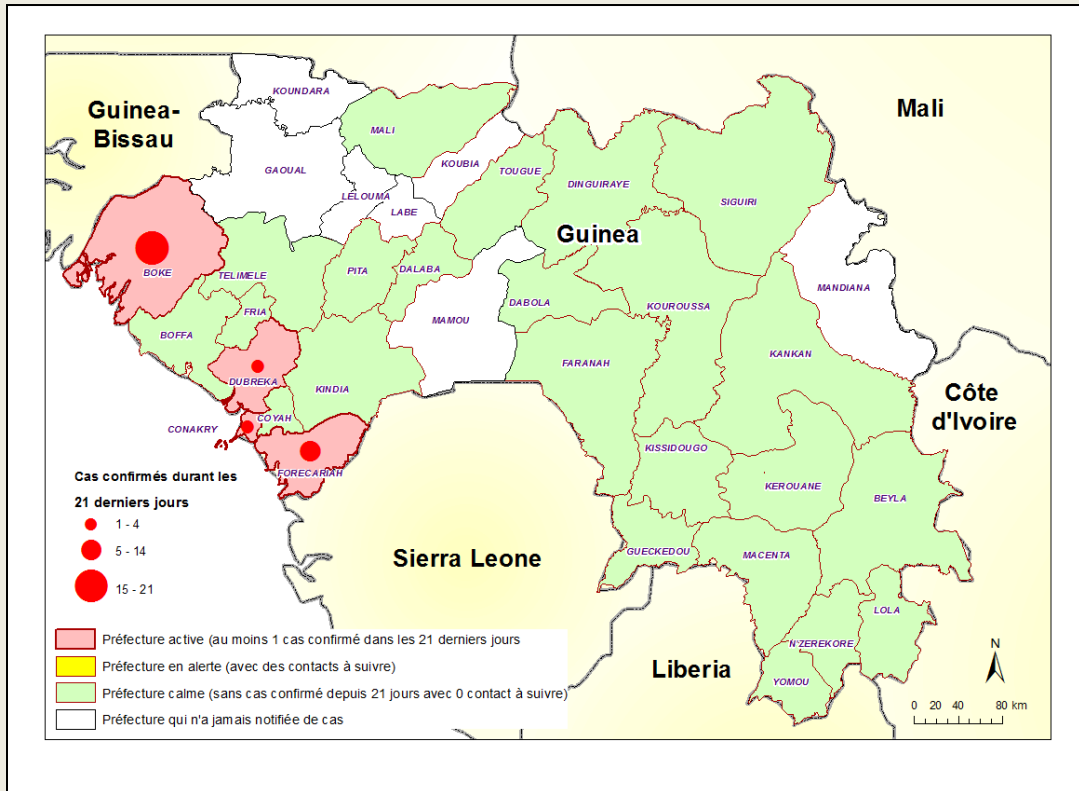 KOUNDARA
Guinea-
Bissau
Mali
MALI
KOUBIA
GAOUAL
TOUGUE
DINGUIRAYE
LELOUMA
SIGUIRI
LABE
Guinea
BOKE
TELIMELE
PITA
DALABA
MANDIANA
DABOLA
KOUROUSSA
FRIA
MAMOU
BOFFA
KANKAN
FARANAH
DUBREKA
KINDIA
Côte
d'Ivoire
COYAH
CONAKRY
KISSIDOUGO
FORECARIAH
KEROUANE
BEYLA
Cas confirmés durant les
21 derniers jours
1 - 4
5 - 14
15 - 21
Sierra Leone
GUECKEDOU
MACENTA
LOLA
Préfecture active (au moins 1 cas confirmé dans les 21 derniers jours
Préfecture en alerte (avec des contacts à suivre)
Préfecture calme (sans cas confirmé depuis 21 jours avec 0 contact à suivre)
Préfecture qui n'a jamais notifiée de cas
N'ZEREKORE
Liberia
YOMOU
N
0 20 40 80 km